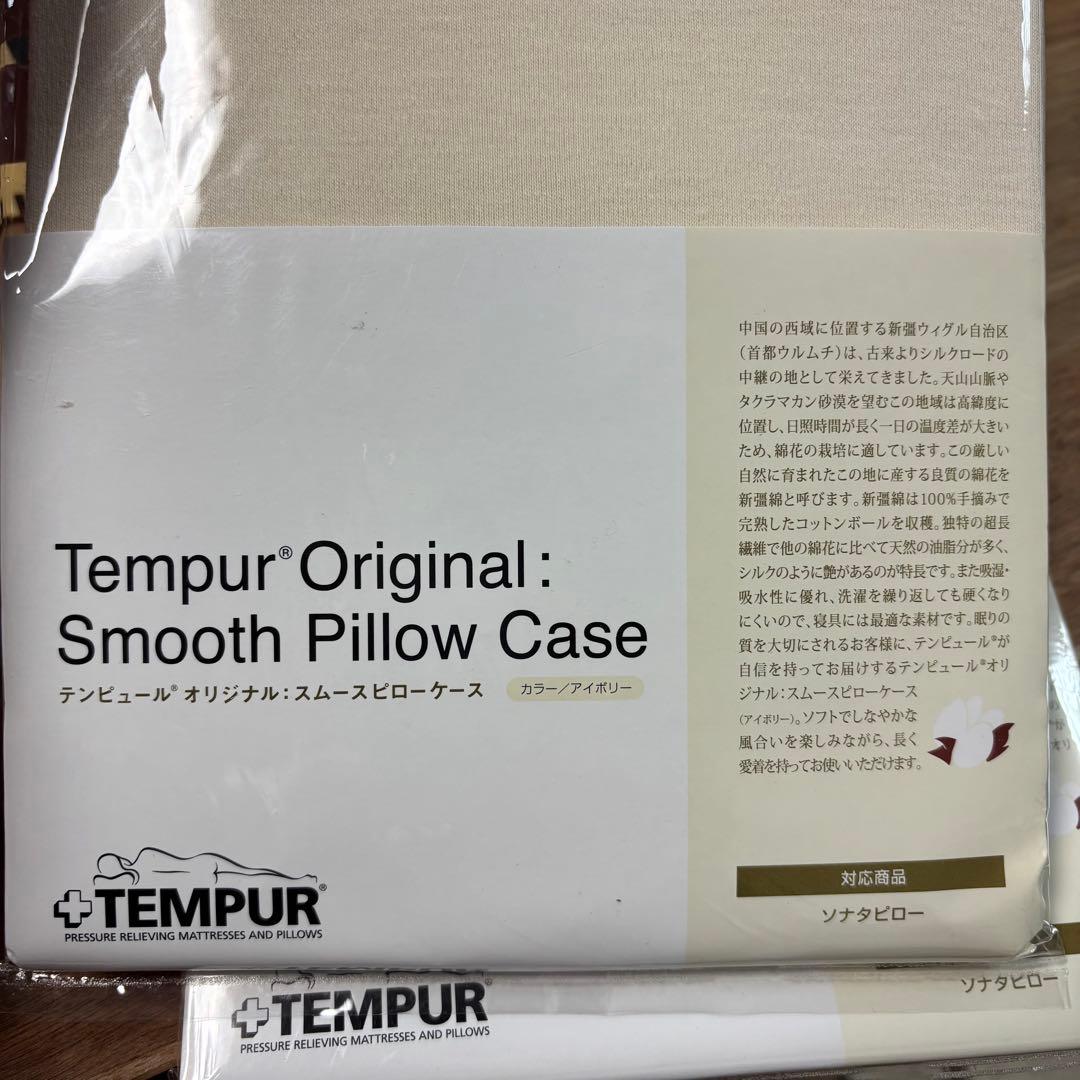 中国の西域に位置する新疆ウィグル自治区
(首都ウルムチ)は、古来よりシルクロードの
中継の地として栄えてきました。天山山脈や
タクラマカン砂漠を望むこの地域は高緯度に
位置し、日照時間が長く一日の温度差が大きい
ため、綿花の栽培に適しています。この厳しい
自然に育まれたこの地に産する良質の綿花を
新疆綿と呼びます。新疆綿は100%手摘みで
完熟したコットンボールを収穫。独特の超長
繊維で他の綿花に比べて天然の油脂分が多く、
シルクのように艶があるのが特長です。また吸湿・
吸水性に優れ、洗濯を繰り返しても硬くなり
にくいので、寝具には最適な素材です。眠りの
質を大切にされるお客様に、テンピュール®が
自信を持ってお届けするテンピュール®オリ
ジナル:スムースピローケース
(アイボリー)。ソフトでしなやかな
風合いを楽しみながら、長く
愛着を持ってお使いいただけます。
Tempur® Original:
Smooth Pillow Case
テンピュール® オリジナル:スムースピローケース
カラー/アイボリー
TEMPUR®
PRESSURE RELIEVING MATTRESSES AND PILLOWS
対応商品
ソナタピロー
TEMPUR®
PRESSURE RELIEVING MATTRESSES AND PILLOWS
ソナタピロー